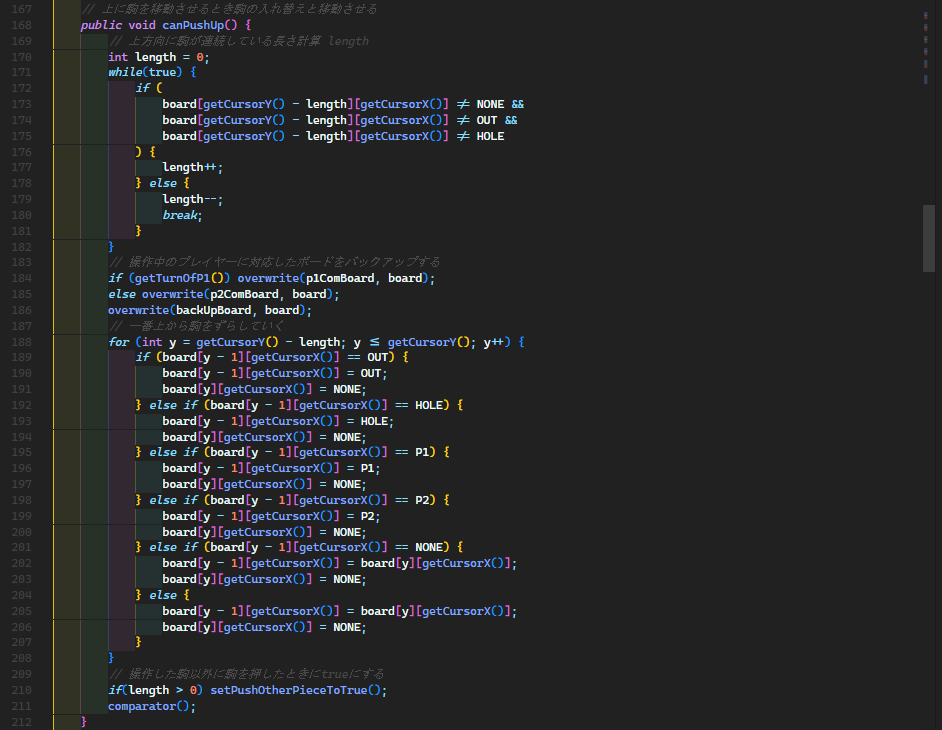 167 // 上に駒を移動させるとき駒の入れ替えと移動させる
168 public void canPushUp() {
169 // 上方向に駒が連続している長さ計算 length
170 int length = 0;
171 while(true) {
172 if (
173 board[getCursorY() - length][getCursorX()] != NONE &&
174 board[getCursorY() - length][getCursorX()] != OUT &&
175 board[getCursorY() - length][getCursorX()] != HOLE
176 ) {
177 length++;
178 } else {
179 length--;
180 break;
181 }
182 }
183 // 操作中のプレイヤーに対応したボードをバックアップする
184 if (getTurnOfP1()) overwrite(p1ComBoard, board);
185 else overwrite(p2ComBoard, board);
186 overwrite(backUpBoard, board);
187 // 一番上から駒をずらしていく
188 for (int y = getCursorY() - length; y <= getCursorY(); y++) {
189 if (board[y - 1][getCursorX()] == OUT) {
190 board[y - 1][getCursorX()] = OUT;
191 board[y][getCursorX()] = NONE;
192 } else if (board[y - 1][getCursorX()] == HOLE) {
193 board[y - 1][getCursorX()] = HOLE;
194 board[y][getCursorX()] = NONE;
195 } else if (board[y - 1][getCursorX()] == P1) {
196 board[y - 1][getCursorX()] = P1;
197 board[y][getCursorX()] = NONE;
198 } else if (board[y - 1][getCursorX()] == P2) {
199 board[y - 1][getCursorX()] = P2;
200 board[y][getCursorX()] = NONE;
201 } else if (board[y - 1][getCursorX()] == NONE) {
202 board[y - 1][getCursorX()] = board[y][getCursorX()];
203 board[y][getCursorX()] = NONE;
204 } else {
205 board[y - 1][getCursorX()] = board[y][getCursorX()];
206 board[y][getCursorX()] = NONE;
207 }
208 }
209 // 操作した駒以外に駒を押したときにtrueにする
210 if(length > 0) setPushOtherPieceToTrue();
211 comparator();
212 }